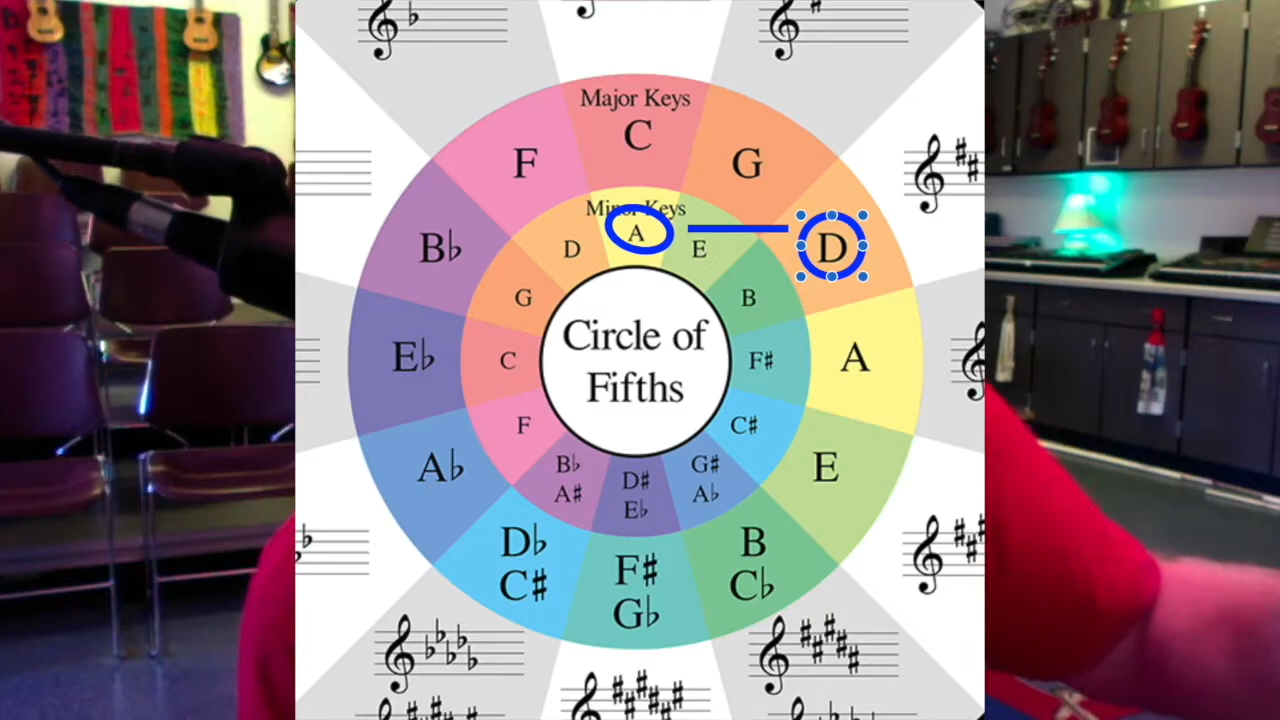 Major Keys
C
F
G
Minor Keys
A
D
E
B♭
D
G
B
E♭
C
Circle of
Fifths
F#
A
F
C#
A♭
B♭
A#
D#
E♭
G#
A♭
E
D♭
C#
F#
G♭
B
C♭